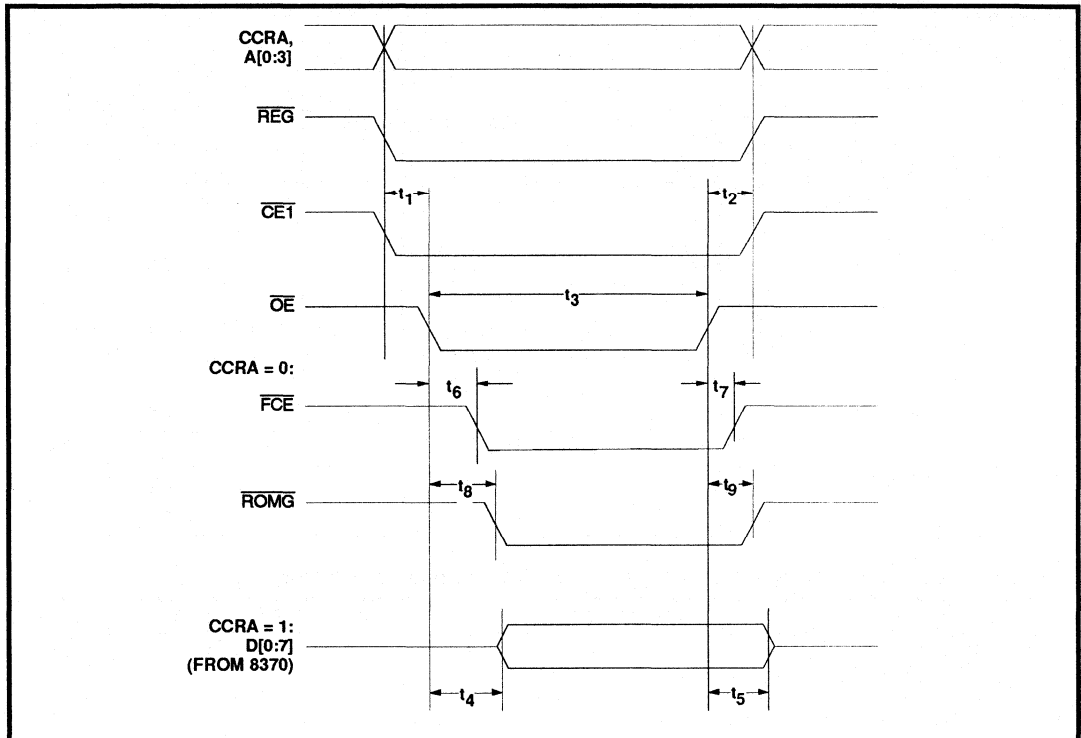 CCRA,
A[0:3]
REG
t1
t2
CE1
t3
OE
CCRA = 0:
t6
t7
FCE
t8
t9
ROMG
CCRA = 1:
D[0:7]
(FROM 8370)
t4
t5